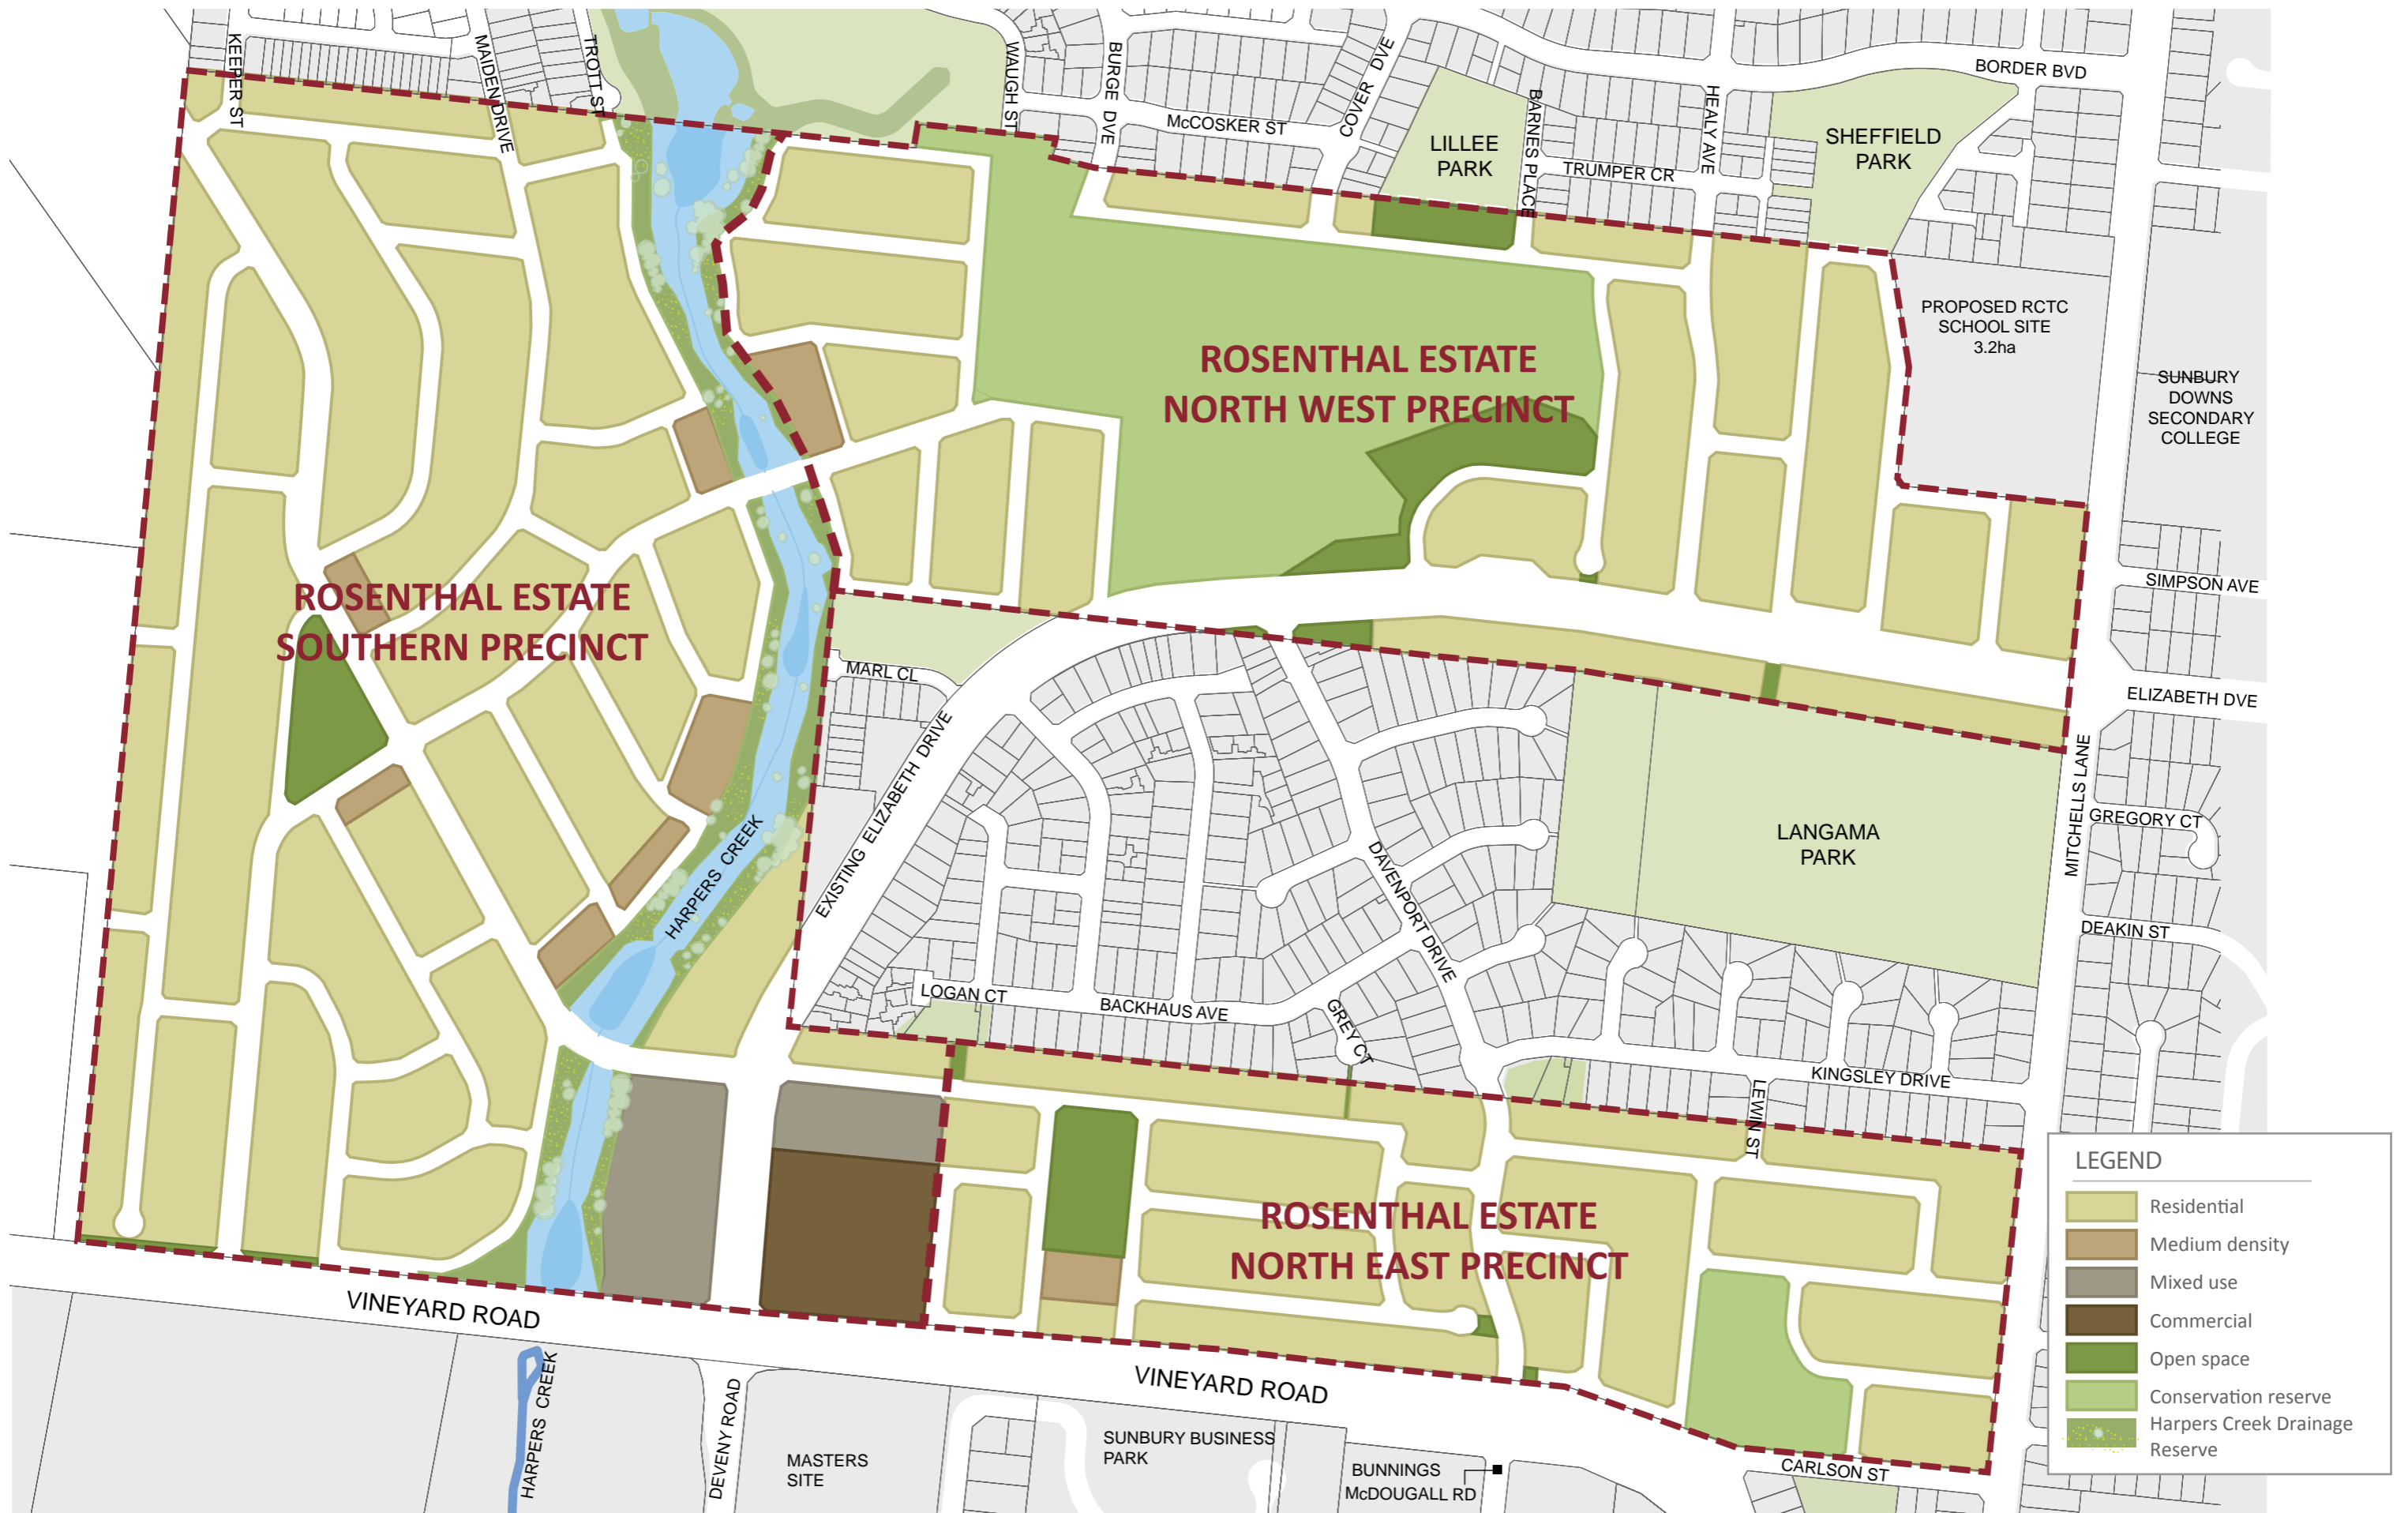 KEEPER ST
MAIDEN DRIVE
TROTT ST
WAUGH ST
BURGE DVE
McCOSKER ST
COVER DVE
LILLEE
PARK
BARNES PLACE
TRUMPER CR
HEALY AVE
BORDER BVD
SHEFFIELD
PARK
PROPOSED RCTC
SCHOOL SITE
3.2ha
SUNBURY
DOWNS
SECONDARY
COLLEGE
ROSENTHAL ESTATE
NORTH WEST PRECINCT
ROSENTHAL ESTATE
SOUTHERN PRECINCT
SIMPSON AVE
ELIZABETH DVE
MARL CL
EXISTING ELIZABETH DRIVE
HARPERS CREEK
DAVENPORT DRIVE
LANGAMA
PARK
MITCHELLS LANE
GREGORY CT
DEAKIN ST
LOGAN CT
BACKHAUS AVE
GREY CT
KINGSLEY DRIVE
LEWIN ST
ROSENTHAL ESTATE
NORTH EAST PRECINCT
VINEYARD ROAD
VINEYARD ROAD
HARPERS CREEK
DEVENY ROAD
MASTERS
SITE
SUNBURY BUSINESS
PARK
BUNNINGS
McDOUGALL RD
CARLSON ST
LEGEND
Residential
Medium density
Mixed use
Commercial
Open space
Conservation reserve
Harpers Creek Drainage
Reserve